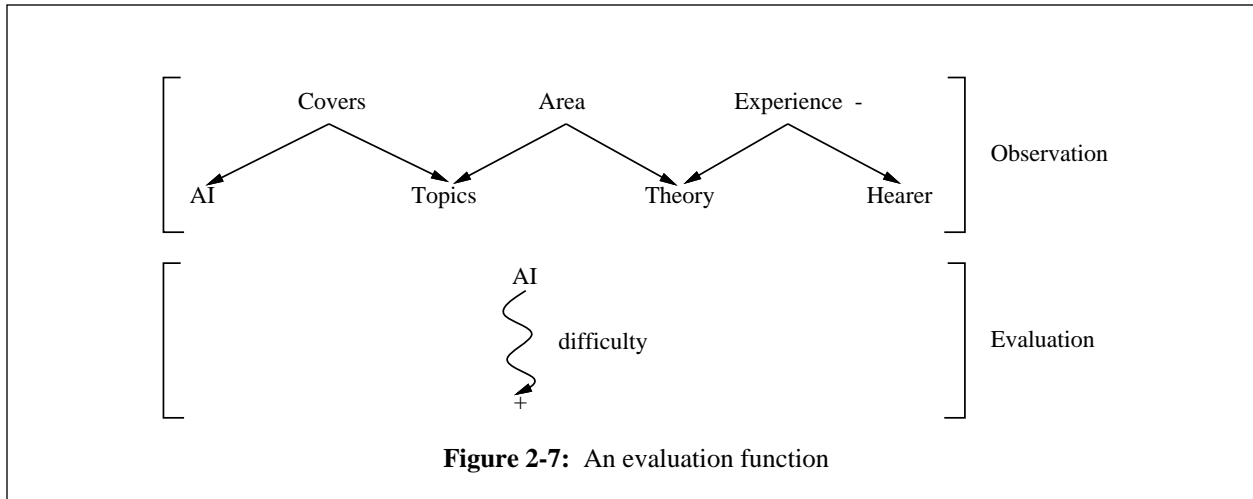 Covers Area Experience -
Observation
AI Topics Theory Hearer
AI
difficulty
Evaluation
+
Figure 2-7: An evaluation function